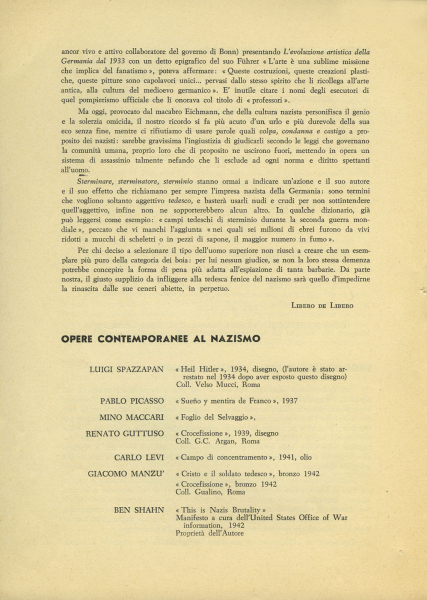 ancor vivo e attivo collaboratore del governo di Bonn) presentando L'evoluzione artistica della
Germania dal 1933 con un detto epigrafico del suo Führer « L'arte è una sublime missione
che implica del fanatismo », poteva affermare: « Queste costruzioni, queste creazioni plasti-
che, queste pitture sono capolavori unici... pervasi dallo stesso spirito che li ricollega all'arte
antica, alla cultura del medioevo germanico ». E' inutile citare i nomi degli esecutori di
quel pompierismo ufficiale che li onorava col titolo di « professori ».
Ma oggi, provocato dal macabro Eichmann, che della cultura nazista personifica il genio
e la solerzia omicida, il nostro ricordo si fa più acuto d'un urlo e più durevole della sua
eco senza fine, mentre ci rifiutiamo di usare parole quali colpa, condanna e castigo a pro-
posito dei nazisti: sarebbe gravissima l'ingiustizia di giudicarli secondo le leggi che governano
la comunità umana, proprio loro che di proposito ne uscirono fuori, mettendo in opera un
sistema di assassinio talmente nefando che li esclude ad ogni norma e diritto spettanti
all'uomo.
Sterminare, sterminatore, sterminio stanno ormai a indicare un'azione e il suo autore
e il suo effetto che richiamano per sempre l'impresa nazista della Germania: sono termini
che vogliono soltanto aggettivo tedesco, e basterà usarli nudi e crudi per non sottintendere
quell'aggettivo, infine non ne sopporterebbero alcun altro. In qualche dizionario, già
può leggersi come esempio: « campi tedeschi di sterminio durante la seconda guerra mon-
diale », peccato che vi manchi l'aggiunta « nei quali sei milioni di ebrei furono da vivi
ridotti a mucchi di scheletri o in pezzi di sapone, il maggior numero in fumo ».
Per chi deciso a selezionare il tipo dell'uomo superiore non riuscì a creare che un esem-
plare più puro della categoria dei boia: per lui nessun giudice, se non la loro stessa demenza
potrebbe concepire la forma di pena più adatta all'espiazione di tanta barbarie. Da parte
nostra, il giusto supplizio da infliggere alla tedesca fenice del nazismo sarà quello d'impedirne
la rinascita dalle sue ceneri abiette, in perpetuo.
LIBERO DE LIBERO
OPERE CONTEMPORANEE AL NAZISMO
LUIGI SPAZZAPAN « Heil Hitler », 1934, disegno, (l'autore è stato ar-
restato nel 1934 dopo aver esposto questo disegno)
Coll. Velso Mucci, Roma
PABLO PICASSO « Sueño y mentira de Franco », 1937
MINO MACCARI « Foglio del Selvaggio »,
RENATO GUTTUSO « Crocefissione », 1939, disegno
Coll. G.C. Argan, Roma
CARLO LEVI « Campo di concentramento », 1941, olio
GIACOMO MANZU' « Cristo e il soldato tedesco », bronzo 1942
« Crocefissione », bronzo 1942
Coll. Gualino, Roma
BEN SHAHN « This is Nazis Brutality »
Manifesto a cura dell'United States Office of War
information, 1942
Proprietà dell'Autore